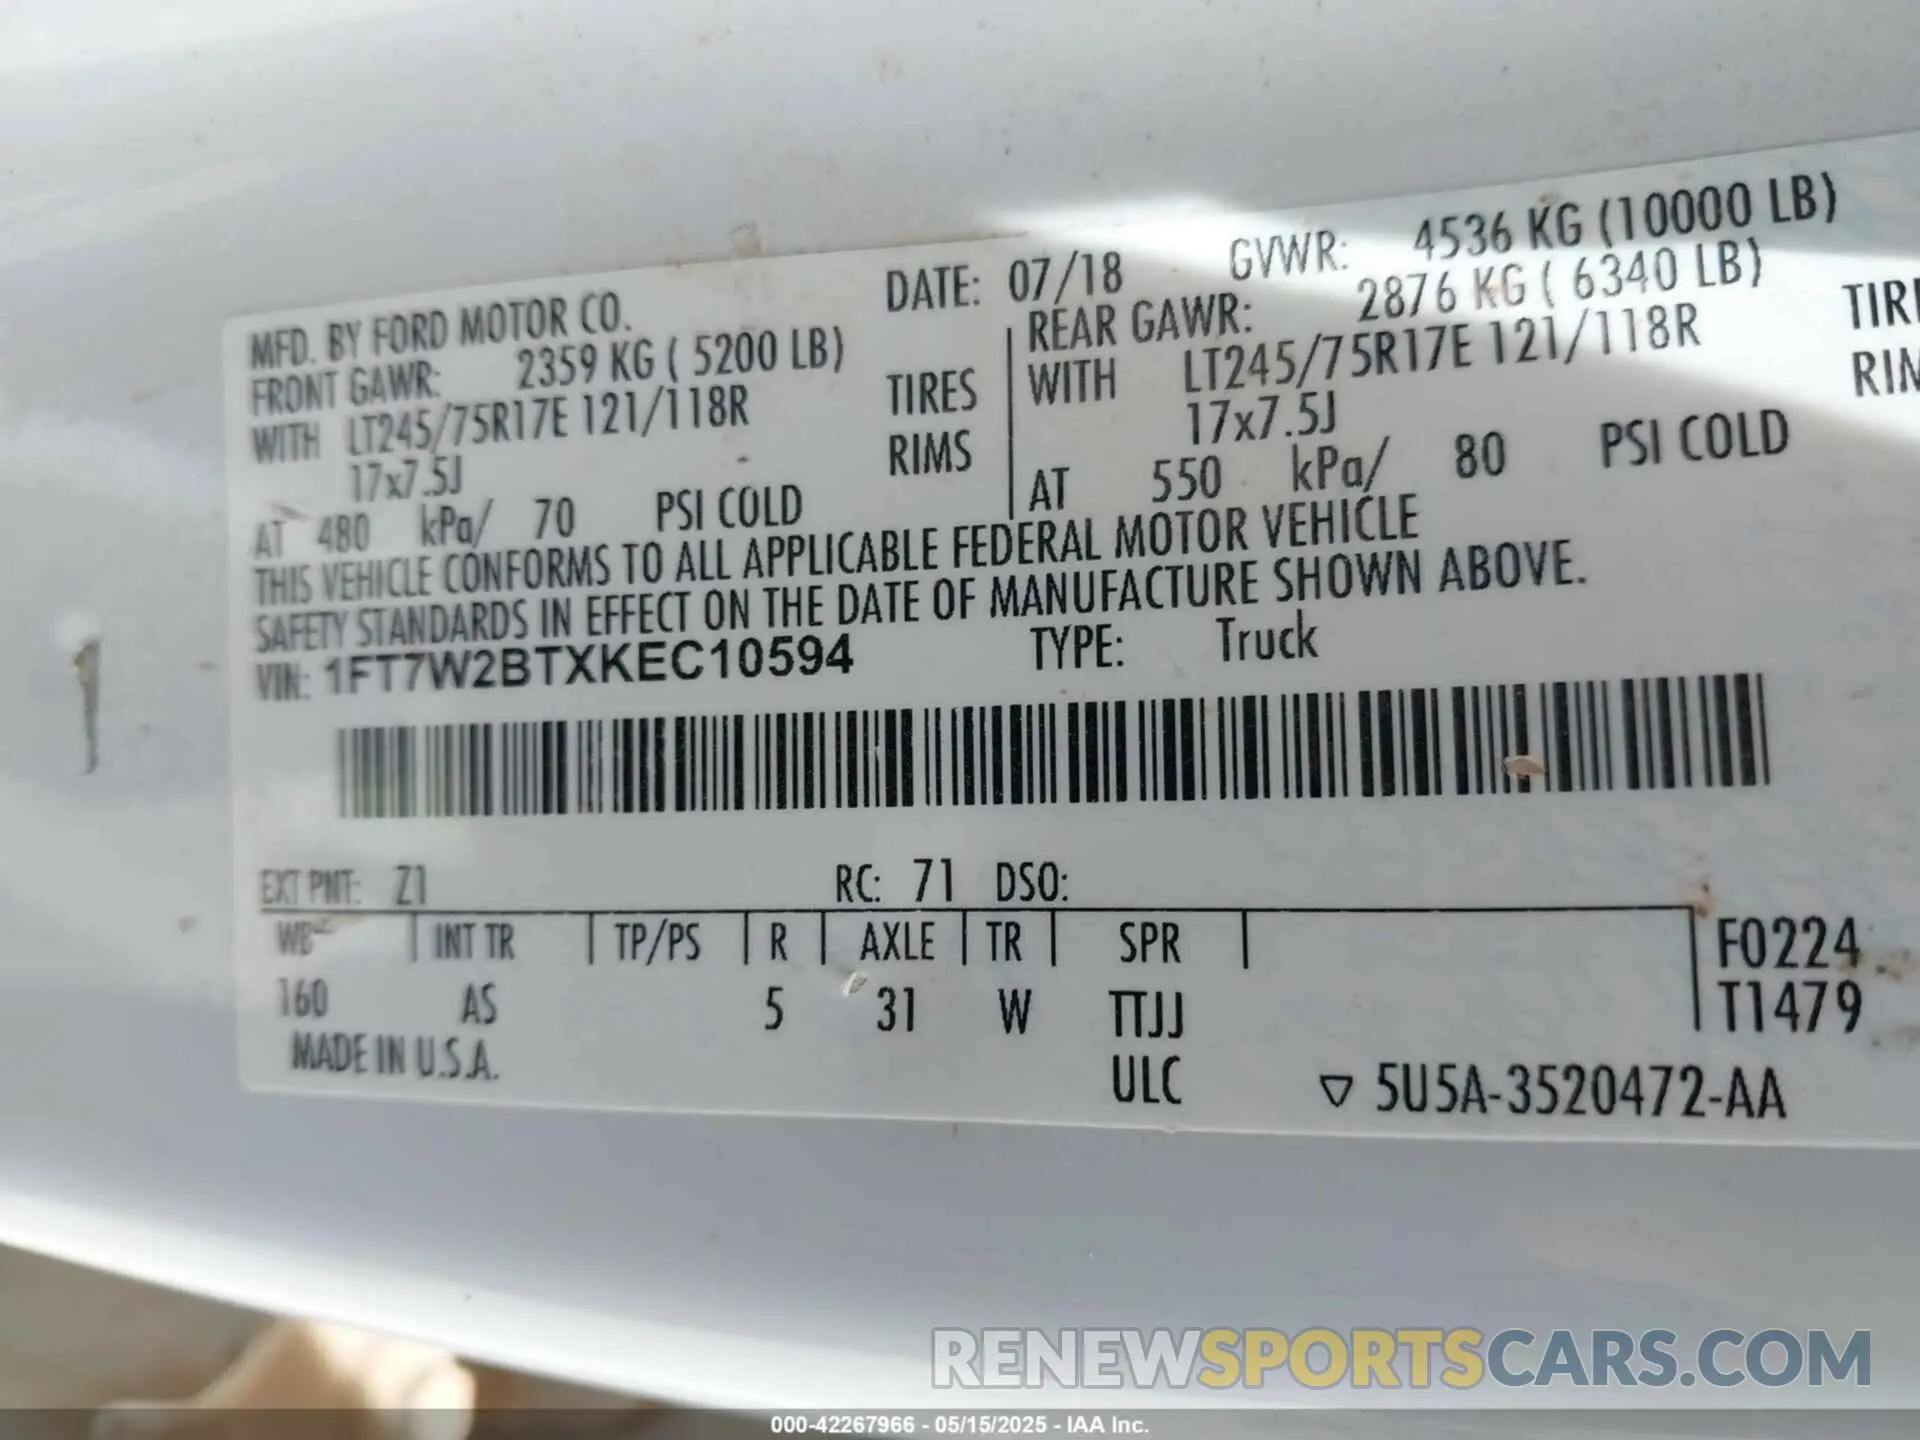 MFD. BY FORD MOTOR CO. DATE: 07/18 GVWR: 4536 KG (10000 LB)
FRONT GAWR: 2359 KG ( 5200 LB) REAR GAWR: 2876 KG ( 6340 LB)
WITH LT245/75R17E 121/118R TIRES WITH LT245/75R17E 121/118R TIR
17x7.5J RIMS 17x7.5J RIM
AT 480 kPa/ 70 PSI COLD AT 550 kPa/ 80 PSI COLD
THIS VEHICLE CONFORMS TO ALL APPLICABLE FEDERAL MOTOR VEHICLE
SAFETY STANDARDS IN EFFECT ON THE DATE OF MANUFACTURE SHOWN ABOVE.
VIN: 1FT7W2BTXKEC10594 TYPE: Truck
EXT PNT: Z1 RC: 71 DSO:
WB INT TR TP/PS R AXLE TR SPR F0224
160 AS 5 31 W TTJJ T1479
MADE IN U.S.A. ULC ▽ 5U5A-3520472-AA
RENEWSPORTSCARS.COM
000-42267966 - 05/15/2025 - IAA Inc.